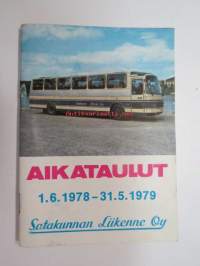 AIKATAULUT
1.6.1978 – 31.5.1979
Satakunnan Liikenne Oy